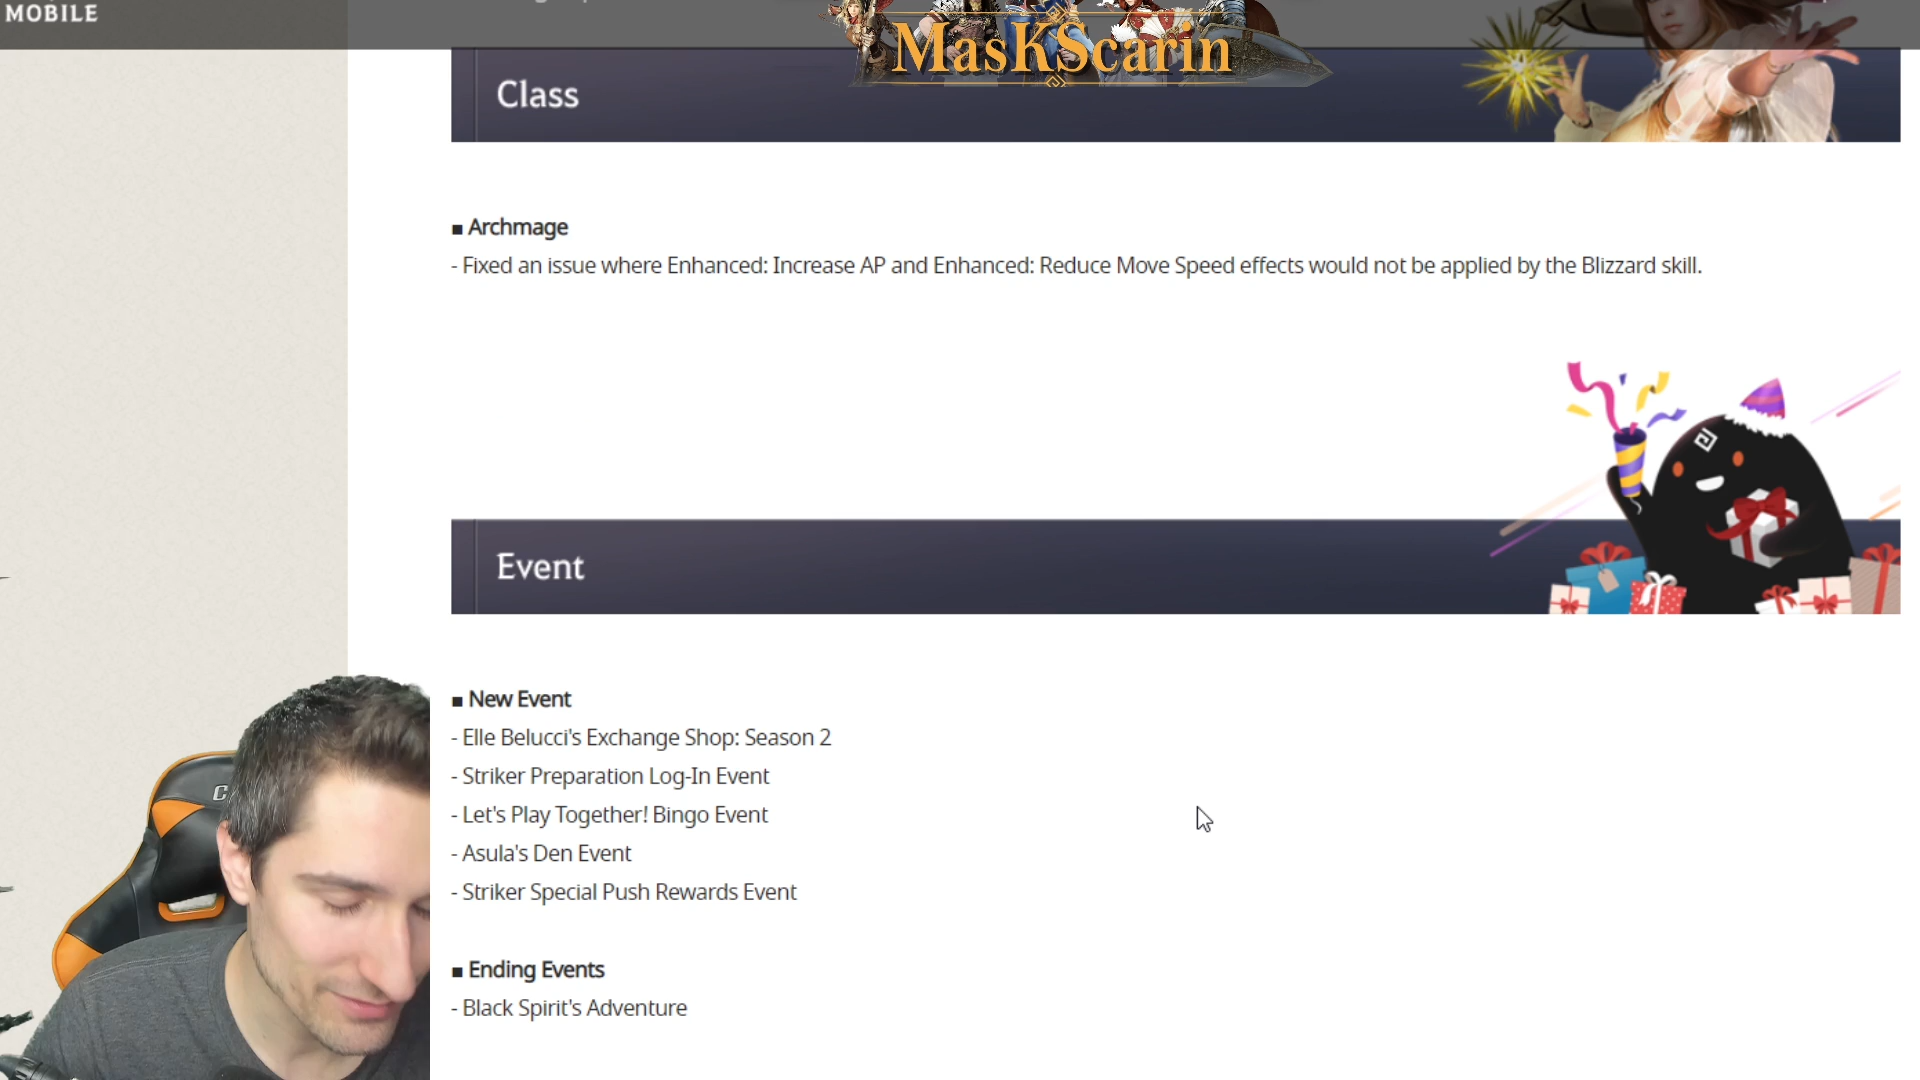 MOBILE
MasKScarin
Class
■ Archmage
- Fixed an issue where Enhanced: Increase AP and Enhanced: Reduce Move Speed effects would not be applied by the Blizzard skill.
Event
■ New Event
- Elle Belucci's Exchange Shop: Season 2
- Striker Preparation Log-In Event
- Let's Play Together! Bingo Event
- Asula's Den Event
- Striker Special Push Rewards Event
■ Ending Events
- Black Spirit's Adventure